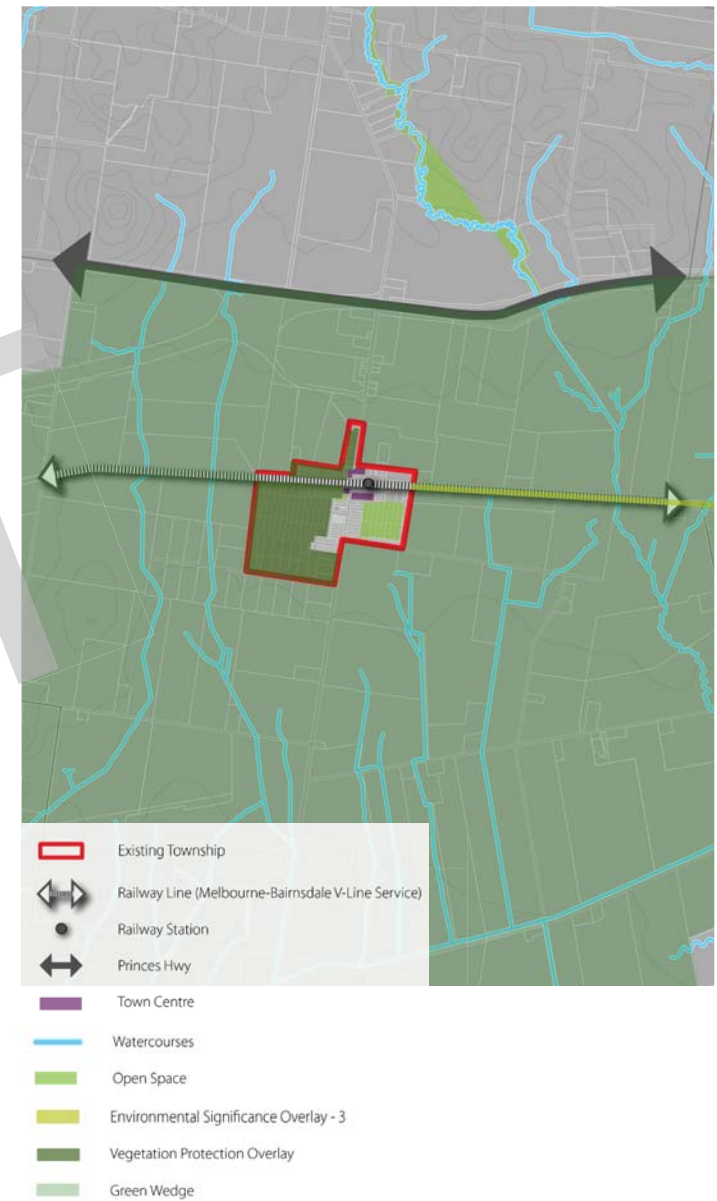 Existing Township
Railway Line (Melbourne-Bairnsdale V-Line Service)
Railway Station
Princes Hwy
Town Centre
Watercourses
Open Space
Environmental Significance Overlay - 3
Vegetation Protection Overlay
Green Wedge